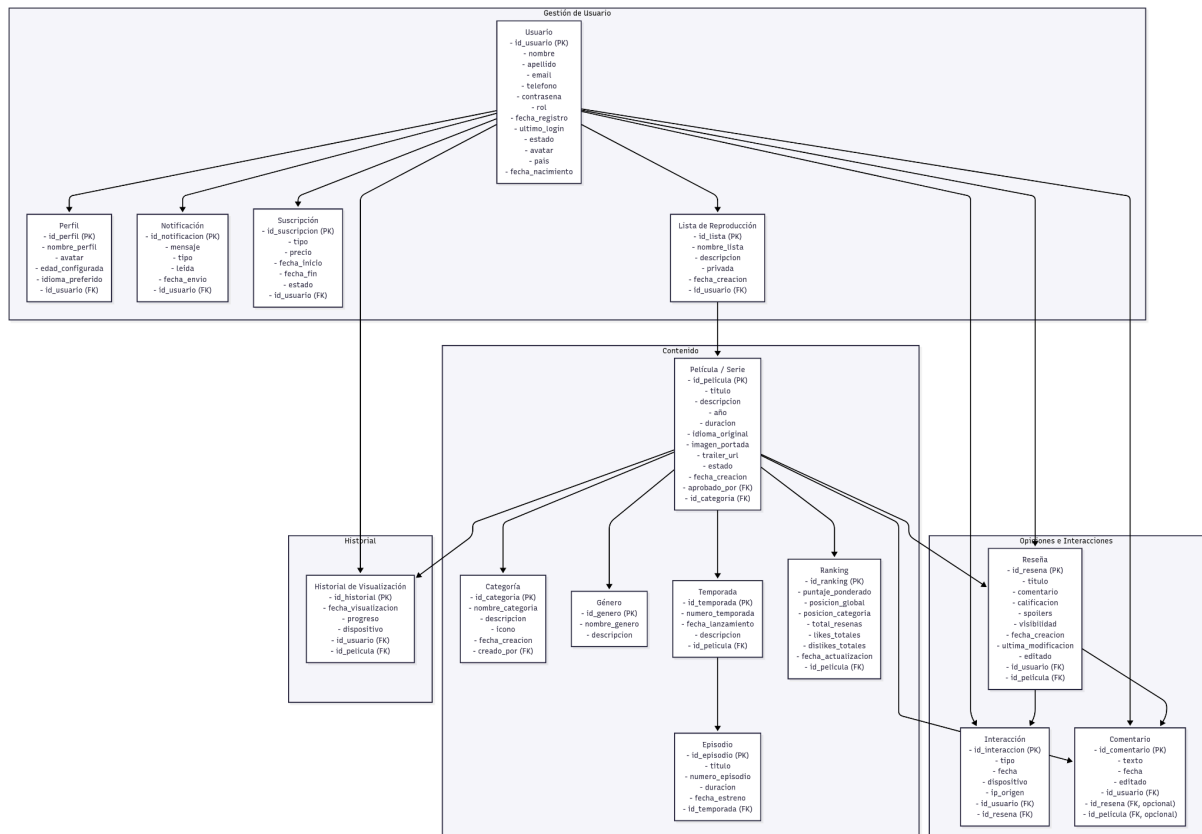 Gestión de Usuario
Usuario
- id_usuario (PK)
- nombre
- apellido
- email
- telefono
- contrasena
- rol
- fecha_registro
- ultimo_login
- estado
- avatar
- pais
- fecha_nacimiento
Perfil
- id_perfil (PK)
- nombre_perfil
- avatar
- edad_configurada
- idioma_preferido
- id_usuario (FK)
Notificación
- id_notificacion (PK)
- mensaje
- tipo
- leida
- fecha_envio
- id_usuario (FK)
Suscripción
- id_suscripcion (PK)
- tipo
- precio
- fecha_inicio
- fecha_fin
- estado
- id_usuario (FK)
Lista de Reproducción
- id_lista (PK)
- nombre_lista
- descripcion
- privada
- fecha_creacion
- id_usuario (FK)
Contenido
Película / Serie
- id_pelicula (PK)
- titulo
- descripcion
- año
- duracion
- idioma_original
- imagen_portada
- trailer_url
- estado
- fecha_creacion
- aprobado_por (FK)
- id_categoria (FK)
Historial
Historial de Visualización
- id_historial (PK)
- fecha_visualizacion
- progreso
- dispositivo
- id_usuario (FK)
- id_pelicula (FK)
Categoría
- id_categoria (PK)
- nombre_categoria
- descripcion
- icono
- fecha_creacion
- creado_por (FK)
Género
- id_genero (PK)
- nombre_genero
- descripcion
Temporada
- id_temporada (PK)
- numero_temporada
- fecha_lanzamiento
- descripcion
- id_pelicula (FK)
Ranking
- id_ranking (PK)
- puntaje_ponderado
- posicion_global
- posicion_categoria
- total_resenas
- likes_totales
- dislikes_totales
- fecha_actualizacion
- id_pelicula (FK)
Episodio
- id_episodio (PK)
- titulo
- numero_episodio
- duracion
- fecha_estreno
- id_temporada (FK)
Opiniones e Interacciones
Reseña
- id_resena (PK)
- titulo
- comentario
- calificacion
- spoilers
- visibilidad
- fecha_creacion
- ultima_modificacion
- editado
- id_usuario (FK)
- id_pelicula (FK)
Interacción
- id_interaccion (PK)
- tipo
- fecha
- dispositivo
- ip_origen
- id_usuario (FK)
- id_resena (FK)
Comentario
- id_comentario (PK)
- texto
- fecha
- editado
- id_usuario (FK)
- id_resena (FK, opcional)
- id_pelicula (FK, opcional)